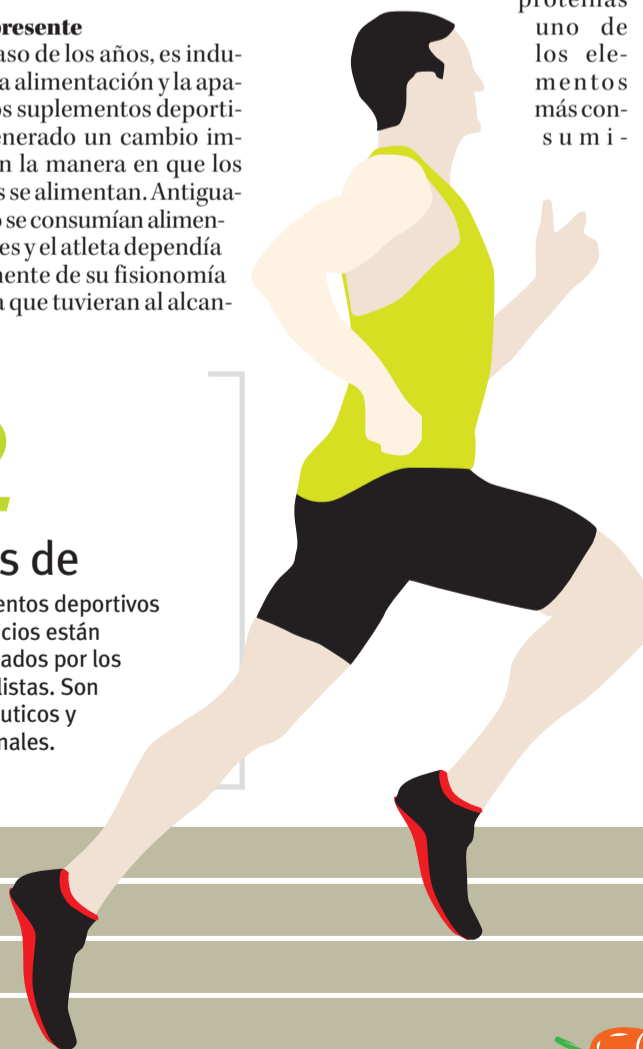 presente
aso de los años, es indu-
a alimentación y la apa-
os suplementos deporti-
enerado un cambio im-
n la manera en que los
s se alimentan. Antigua-
o se consumían alimen-
es y el atleta dependía
mente de su fisionomía
a que tuvieran al alcan-
proteínas
uno de
los ele-
mentos
más con-
sumi-
2
s de
entos deportivos
cios están
ados por los
listas. Son
uticos y
nales.